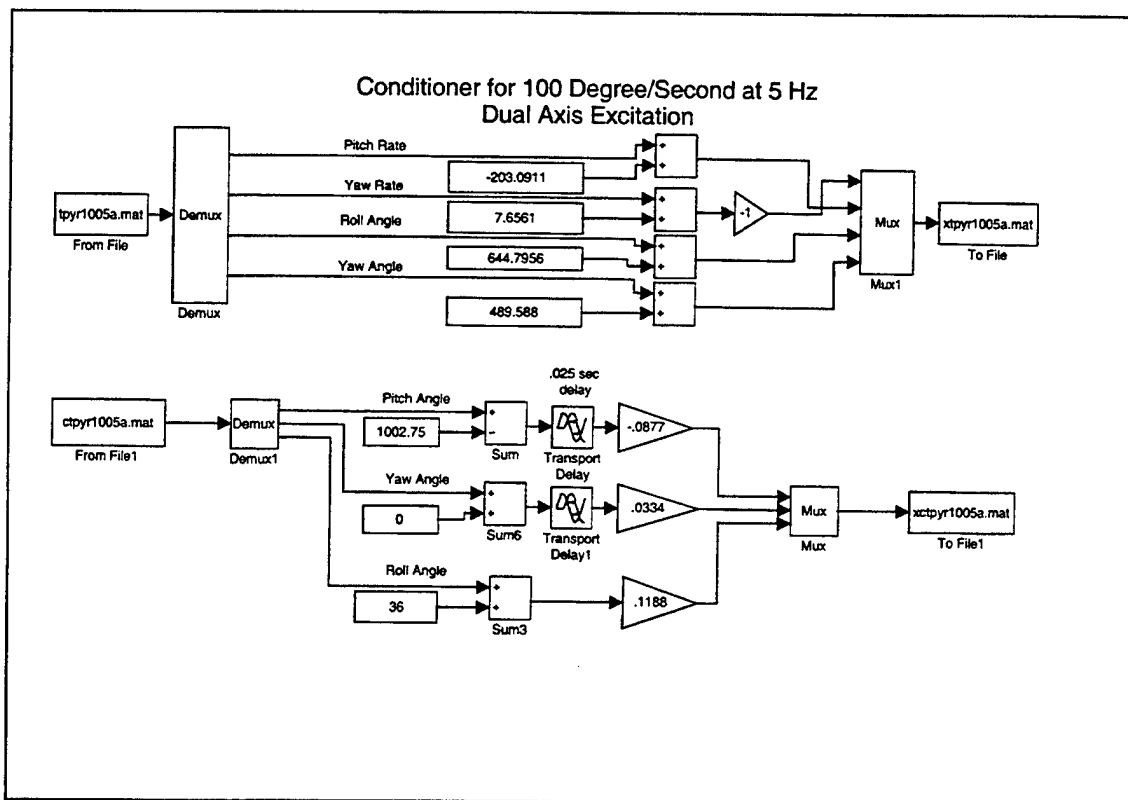 Conditioner for 100 Degree/Second at 5 Hz
Dual Axis Excitation
Pitch Rate
+
+
-203.0911
Yaw Rate
+
+
tpyr1005a.mat
From File
Demux
Demux
7.6561
-1
Mux
Mux1
xtpyr1005a.mat
To File
Roll Angle
+
+
644.7956
Yaw Angle
+
+
489.588
.025 sec
delay
ctpyr1005a.mat
From File1
Demux
Demux1
Pitch Angle
1002.75
+
-
Sum
Transport
Delay
-.0877
Yaw Angle
0
+
+
Sum6
Transport
Delay1
.0334
Mux
Mux
xctpyr1005a.mat
To File1
Roll Angle
36
+
+
Sum3
.1188